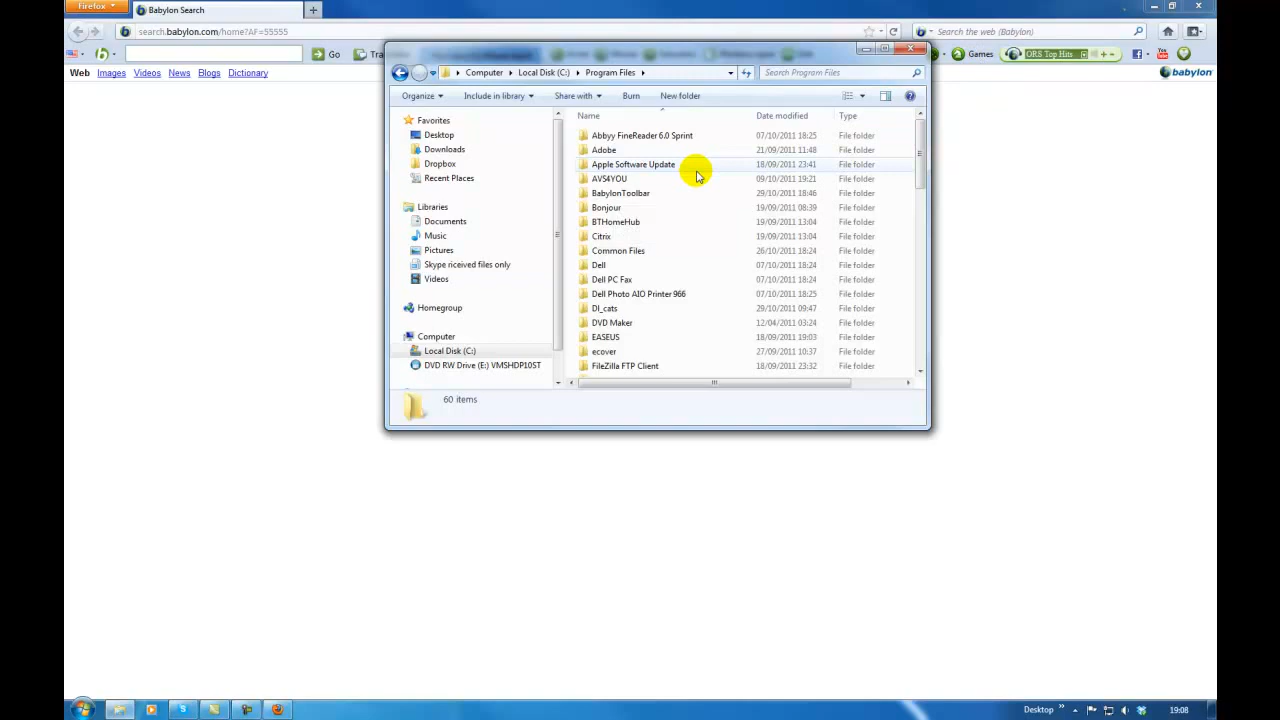 Firefox
Babylon Search
search.babylon.com/home?AF=55555
Search the web (Babylon)
Go
Tra
Games
QRS Top Hits
Web Images Videos News Blogs Dictionary
babylon
Computer Local Disk (C:) Program Files
Search Program Files
Organize Include in library Share with Burn New folder
Name Date modified Type
Favorites
Desktop
Downloads
Dropbox
Recent Places
Libraries
Documents
Music
Pictures
Skype riceived files only
Videos
Homegroup
Computer
Local Disk (C:)
DVD RW Drive (E:) VMSHDP10ST
Abbyy FineReader 6.0 Sprint 07/10/2011 18:25 File folder
Adobe 21/09/2011 11:48 File folder
Apple Software Update 18/09/2011 23:41 File folder
AVS4YOU 09/10/2011 19:21 File folder
BabylonToolbar 29/10/2011 18:46 File folder
Bonjour 19/09/2011 08:39 File folder
BTHomeHub 19/09/2011 13:04 File folder
Citrix 19/09/2011 13:04 File folder
Common Files 26/10/2011 18:24 File folder
Dell 07/10/2011 18:24 File folder
Dell PC Fax 07/10/2011 18:24 File folder
Dell Photo AIO Printer 966 07/10/2011 18:25 File folder
Dl_cats 29/10/2011 09:47 File folder
DVD Maker 12/04/2011 03:24 File folder
EASEUS 18/09/2011 19:03 File folder
ecover 27/09/2011 10:37 File folder
FileZilla FTP Client 18/09/2011 23:32 File folder
60 items
Desktop
19:08